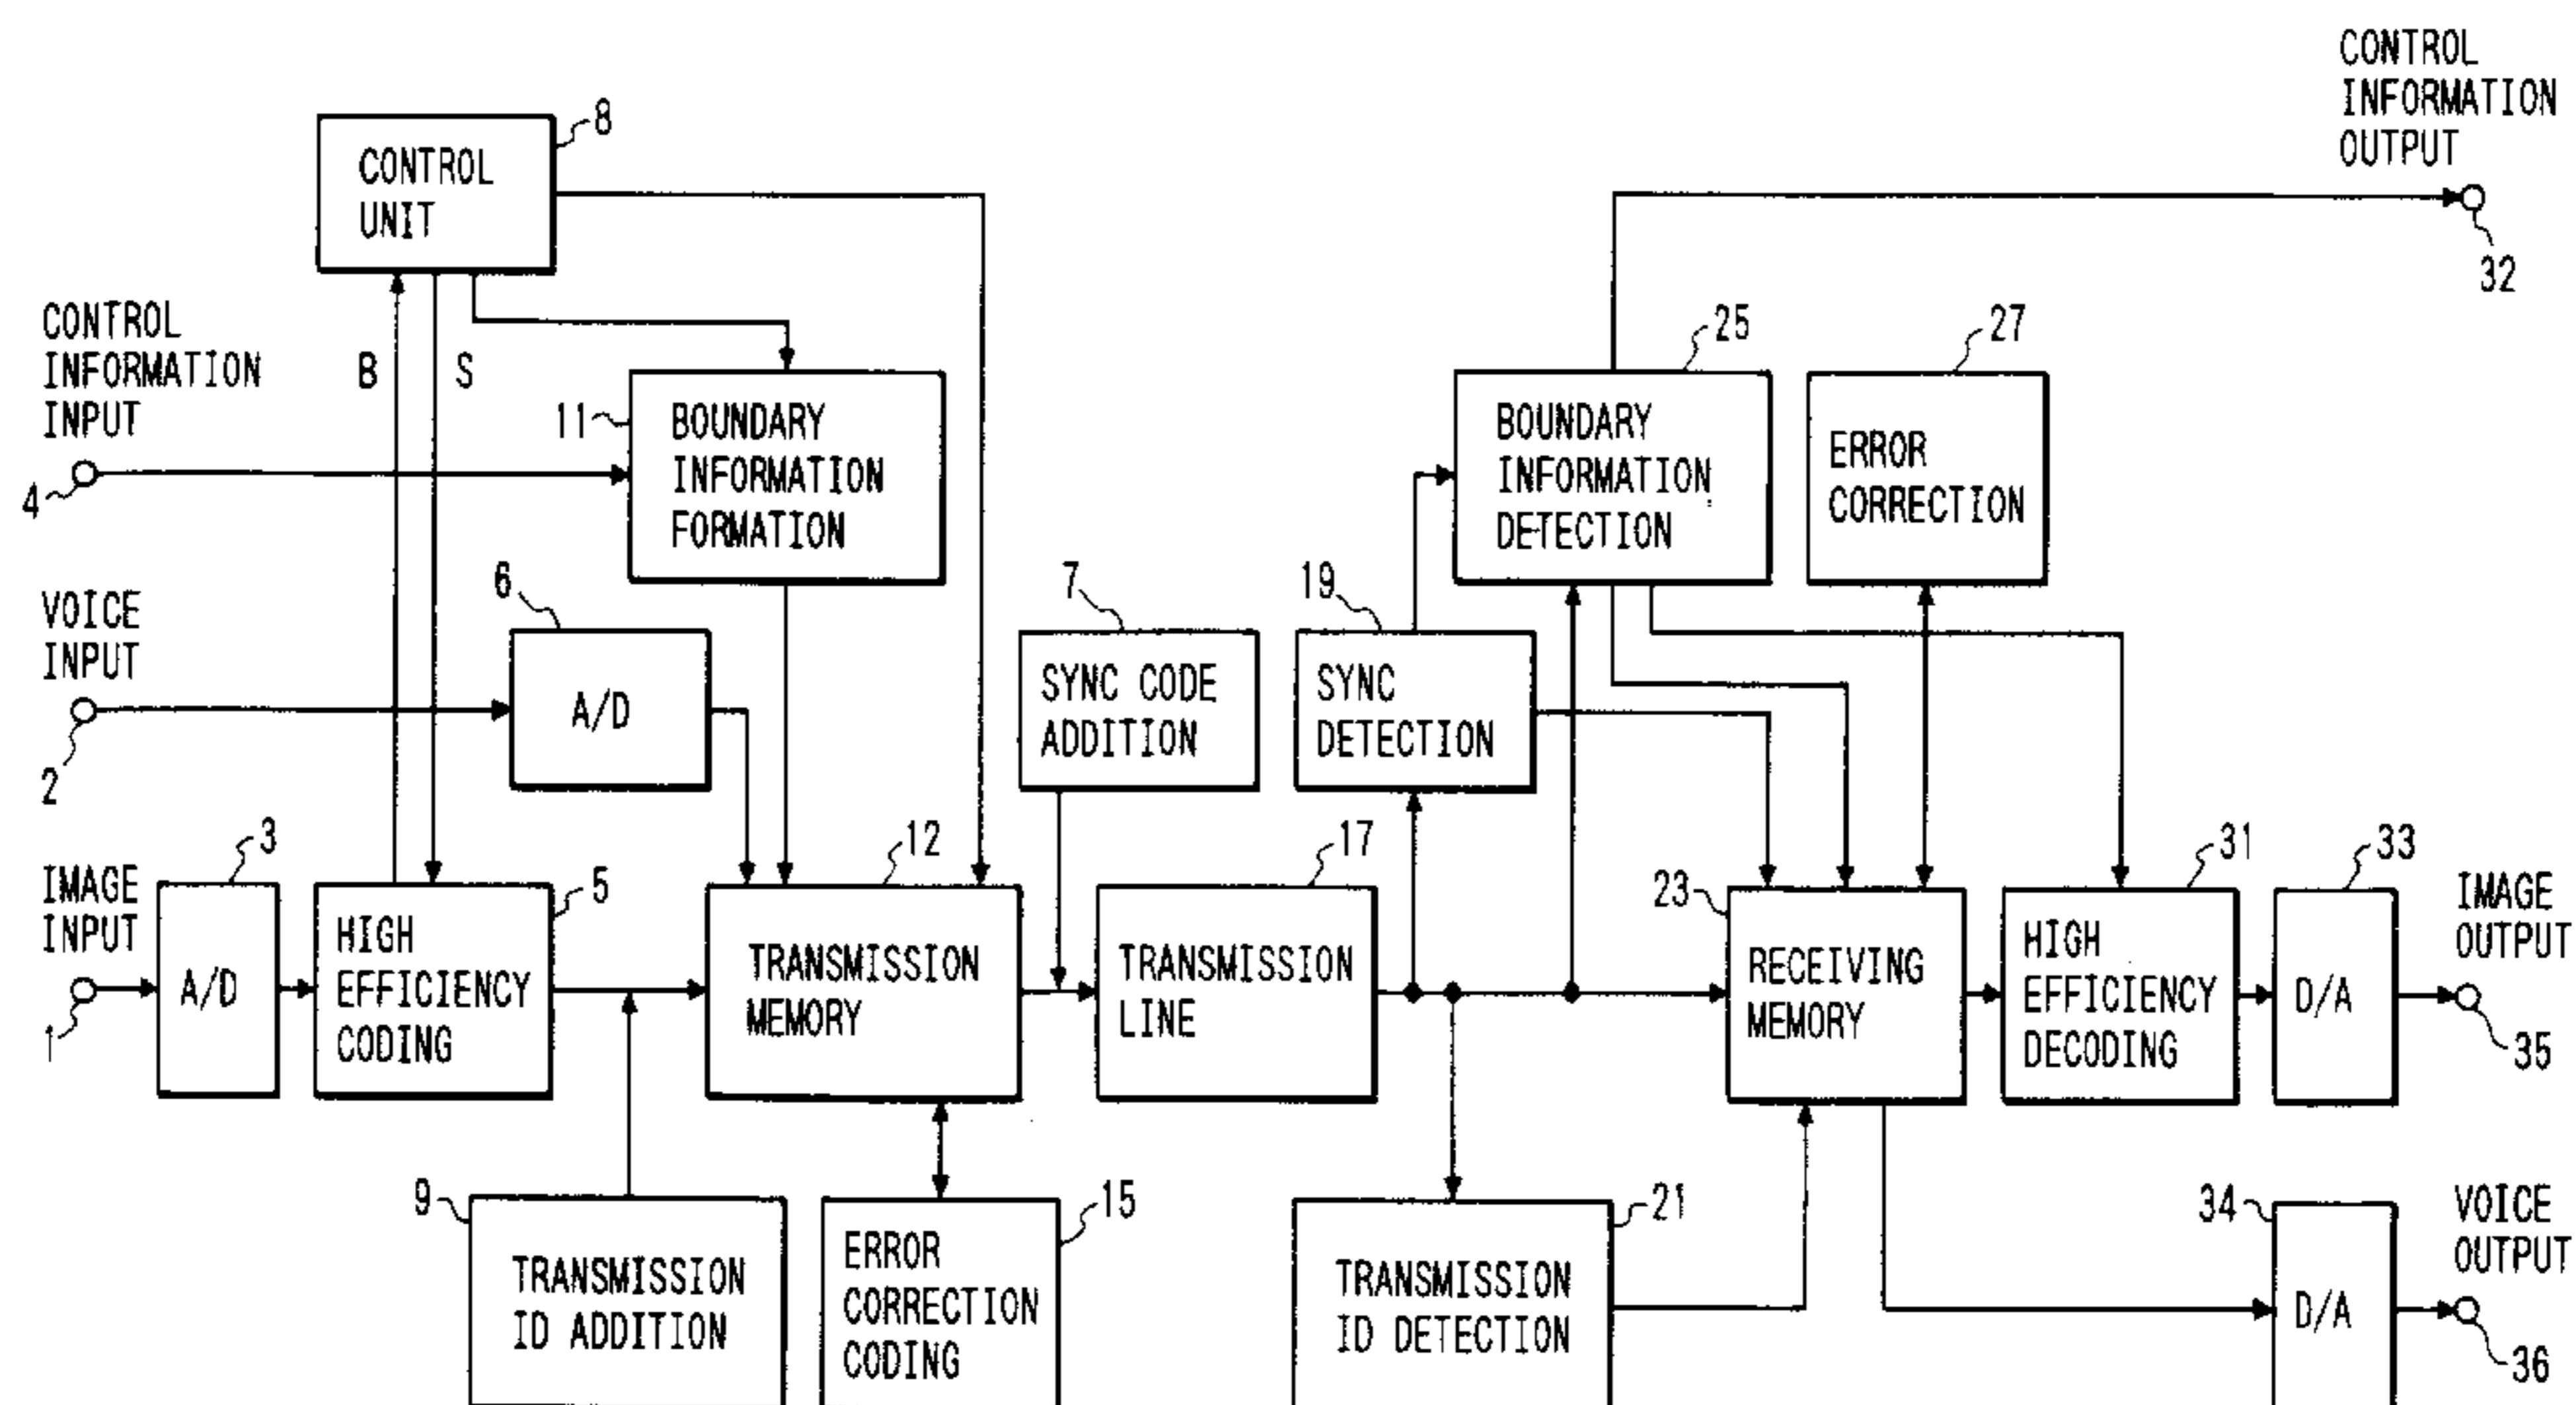 CONTROL
INFORMATION
OUTPUT
32
8
CONTROL
UNIT
CONTROL
INFORMATION
INPUT
4
B
S
11
BOUNDARY
INFORMATION
FORMATION
25
BOUNDARY
INFORMATION
DETECTION
27
ERROR
CORRECTION
VOICE
INPUT
2
6
A/D
7
SYNC CODE
ADDITION
19
SYNC
DETECTION
IMAGE
INPUT
1
3
A/D
5
HIGH
EFFICIENCY
CODING
12
TRANSMISSION
MEMORY
17
TRANSMISSION
LINE
23
RECEIVING
MEMORY
31
HIGH
EFFICIENCY
DECODING
33
D/A
IMAGE
OUTPUT
35
9
TRANSMISSION
ID ADDITION
15
ERROR
CORRECTION
CODING
21
TRANSMISSION
ID DETECTION
34
D/A
VOICE
OUTPUT
36